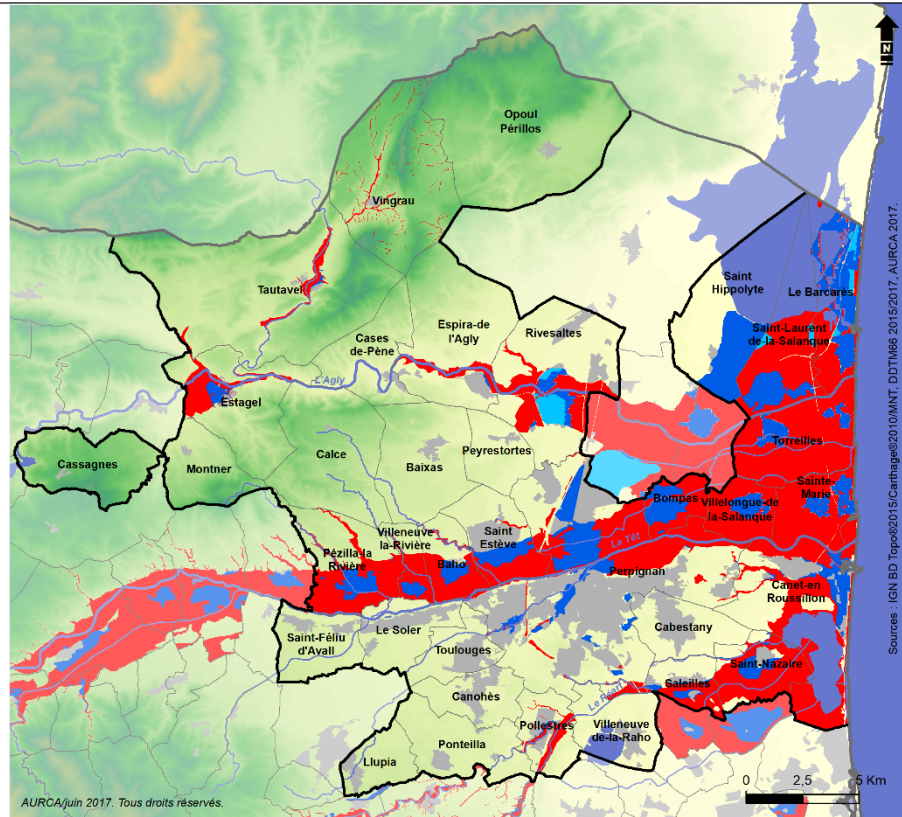 N
Opoul
Périllos
Vingrau
Tautavel
Saint
Hippolyte
Le Barcarès
Saint-Laurent
de-la-Salanque
Espira-de
l'Agly
Rivesaltes
Cases
de-Pène
L'Agly
Estagel
Cassagnes
Montner
Calce
Baixas
Peyrestortes
Torreilles
Sainte-
Marie
Bompas
Villelongue-de
la-Salanque
Saint
Estève
Villeneuve
la-Rivière
Pézilla-la
Rivière
Baho
La Têt
Perpignan
Canet-en
Roussillon
Saint-Féliu
d'Avall
Le Soler
Toulouges
Cabestany
Saint-Nazaire
Saleilles
Canohès
Le Réart
Pollestres
Villeneuve
de-la-Raho
Ponteilla
Llupia
0 2,5 5 Km
AURCA/juin 2017. Tous droits réservés.
Sources : IGN BD Topo®2015/Carthage®2010/MNT, DDTM66 2015/2017, AURCA 2017.